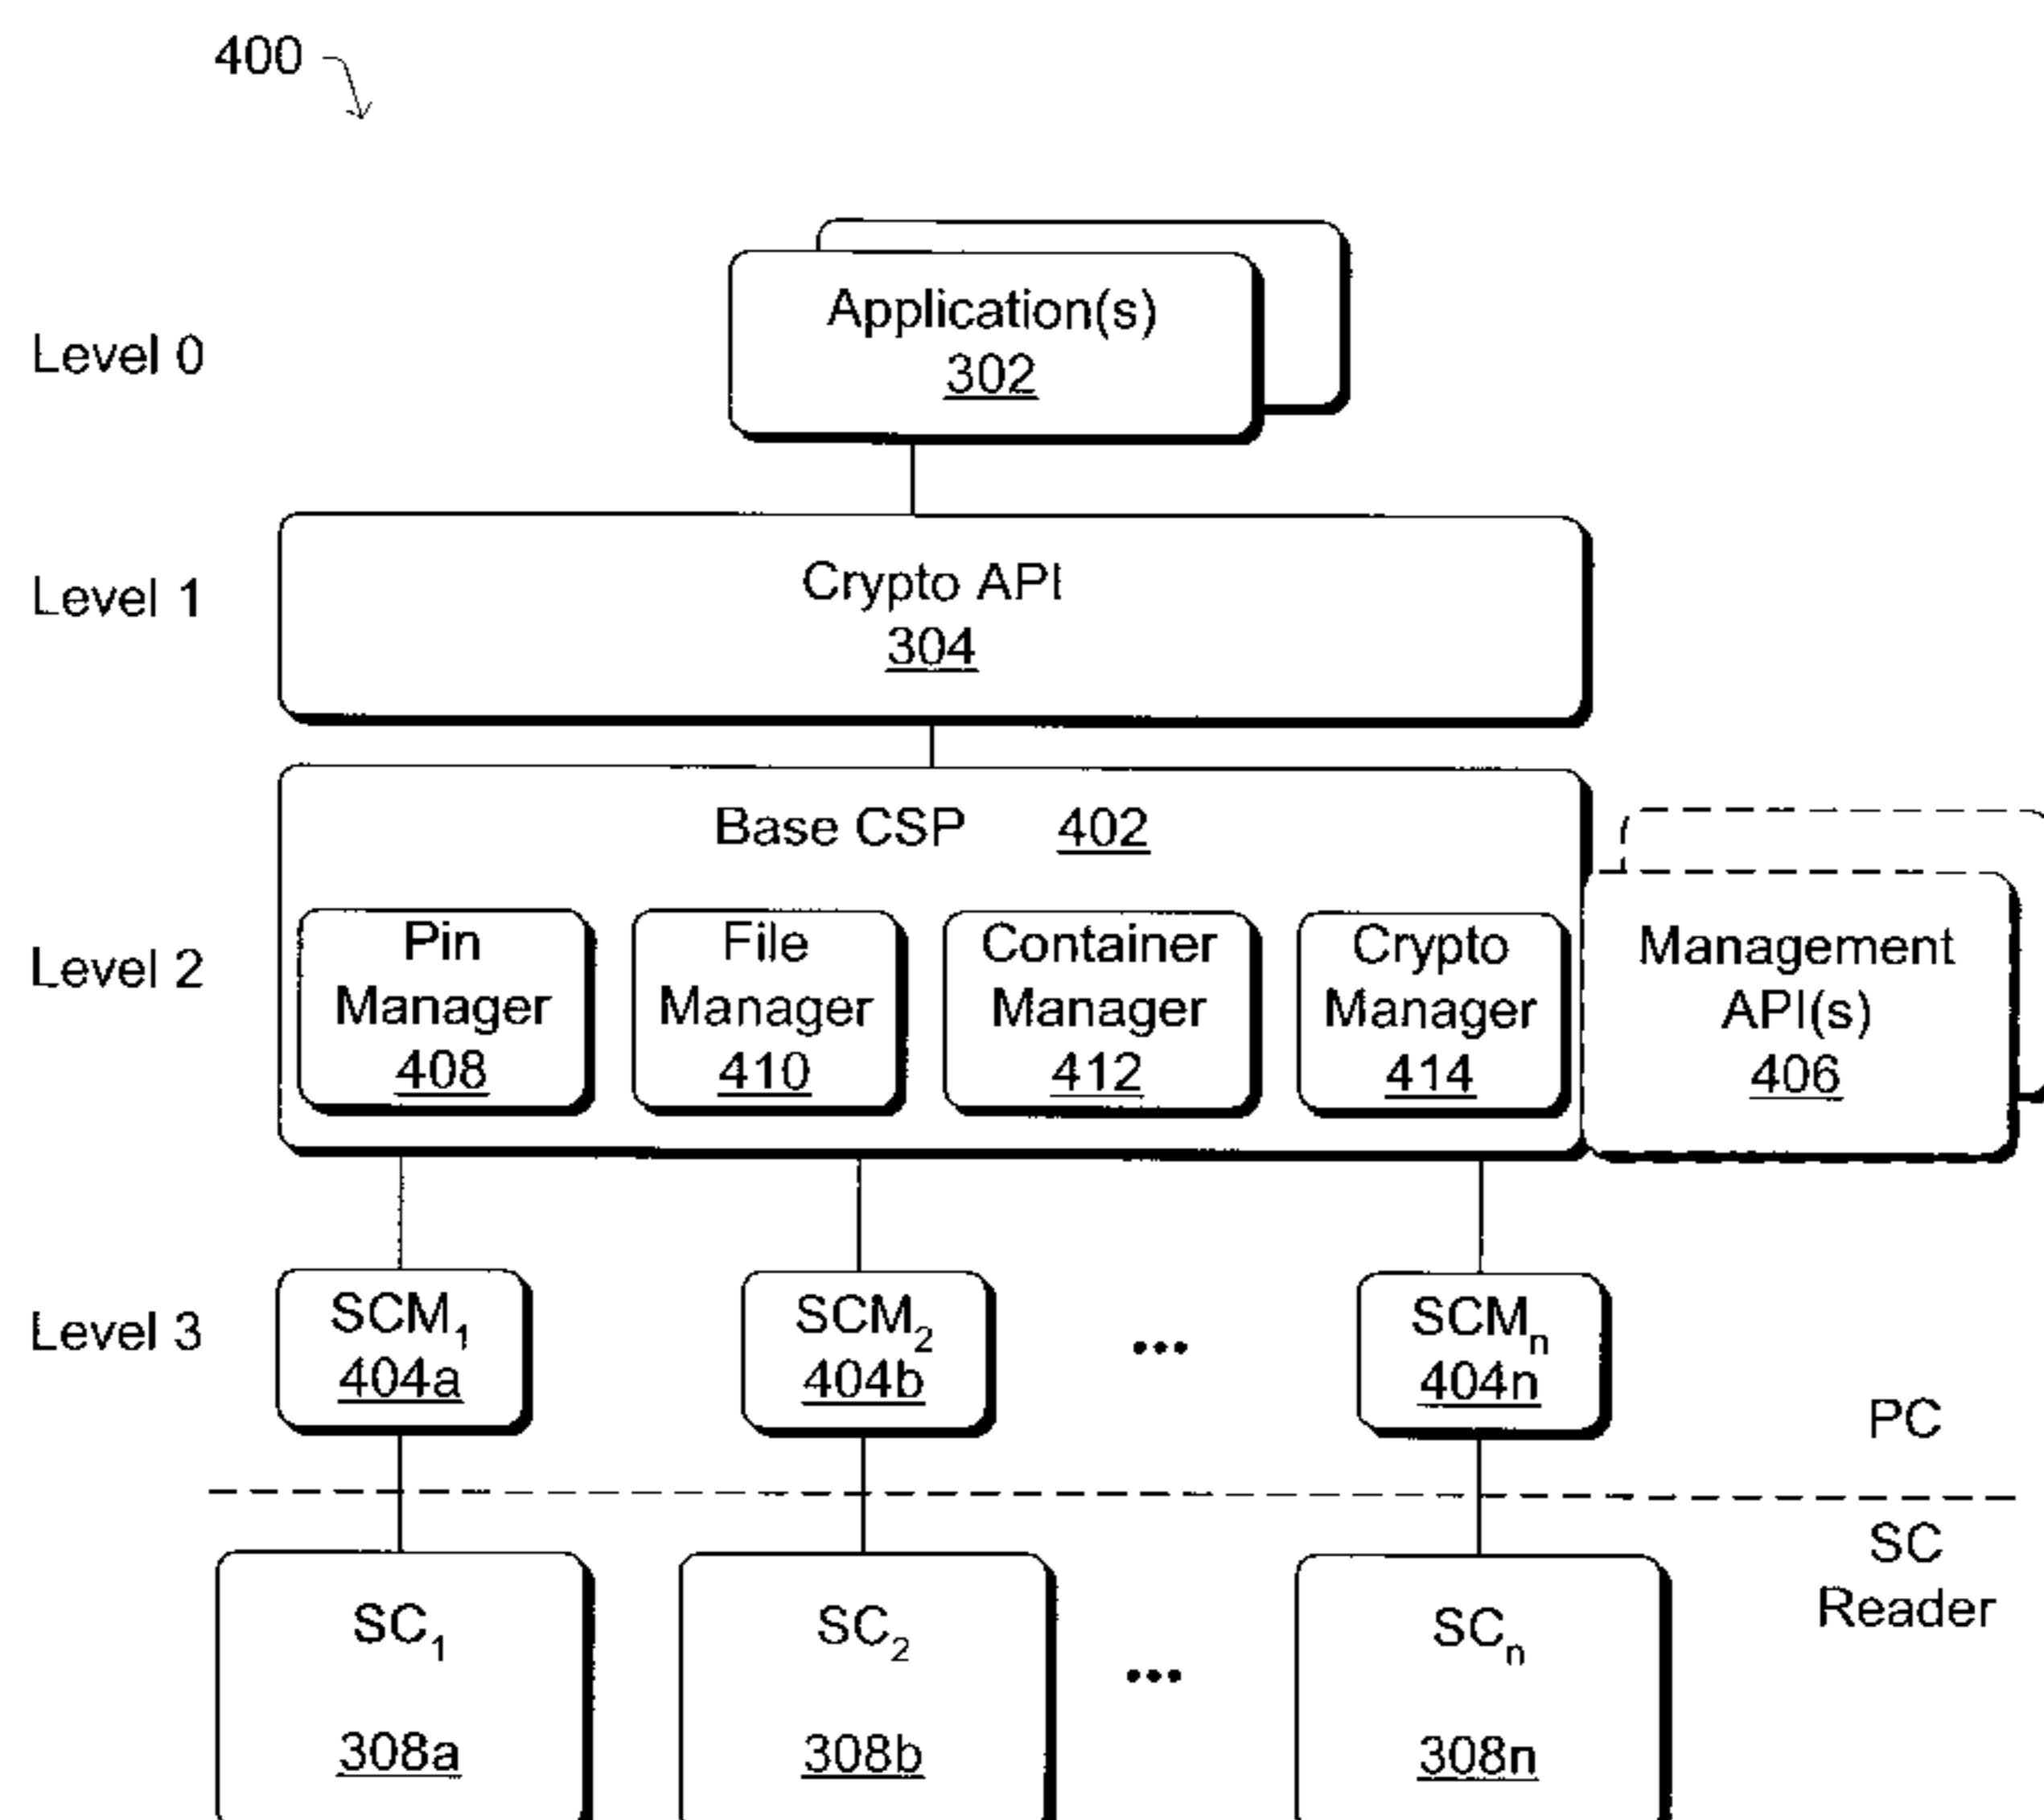 400
Application(s)
302
Level 0
Crypto API
304
Level 1
Base CSP 402
Level 2
Pin
Manager
408
File
Manager
410
Container
Manager
412
Crypto
Manager
414
Management
API(s)
406
Level 3
SCM1
404a
SCM2
404b
...
SCMn
404n
PC
SC
Reader
SC1
308a
SC2
308b
...
SCn
308n